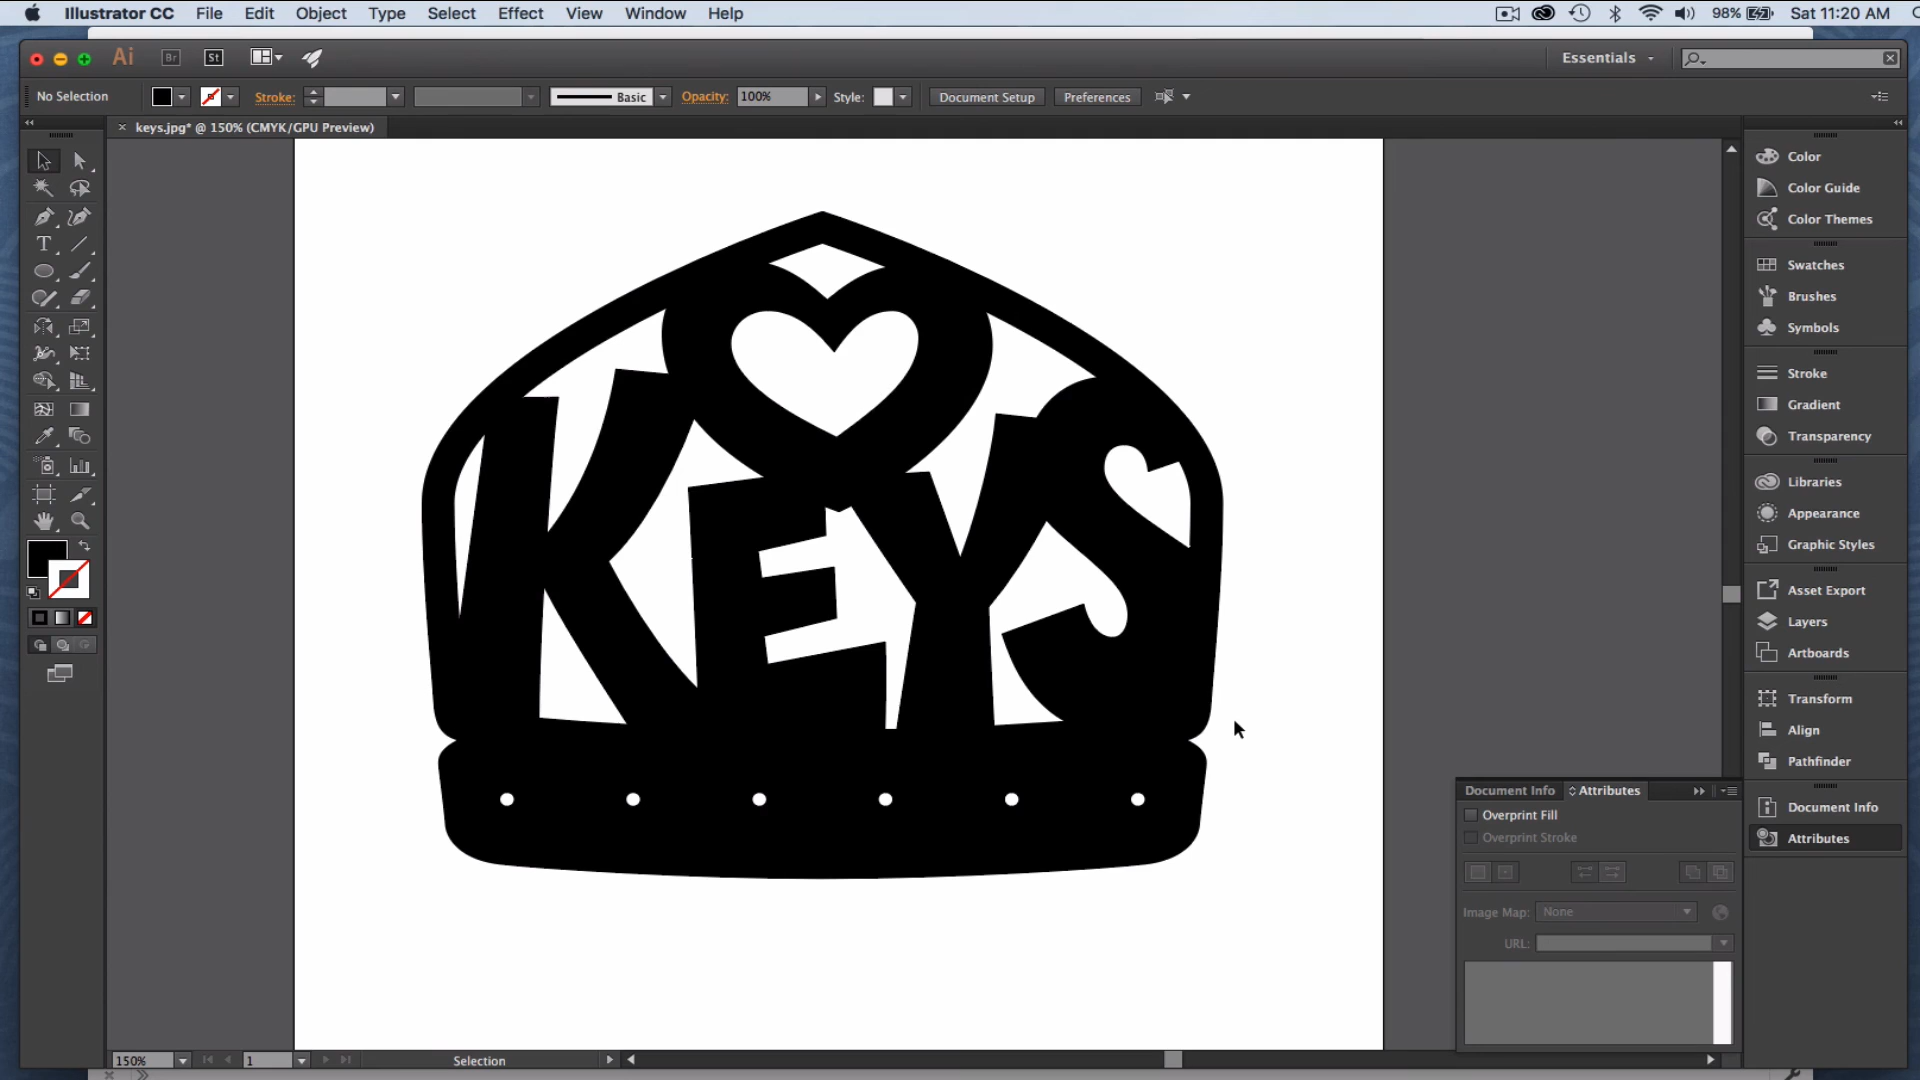 Illustrator CC File Edit Object Type Select Effect View Window Help 98% Sat 11:20 AM
Ai Br St Essentials
No Selection Stroke: Basic Opacity: 100% Style: Document Setup Preferences
keys.jpg* @ 150% (CMYK/GPU Preview)
KEYS
Color
Color Guide
Color Themes
Swatches
Brushes
Symbols
Stroke
Gradient
Transparency
Libraries
Appearance
Graphic Styles
Asset Export
Layers
Artboards
Transform
Align
Pathfinder
Document Info
Attributes
Document Info Attributes
Overprint Fill
Overprint Stroke
Image Map: None
URL:
150% 1 Selection